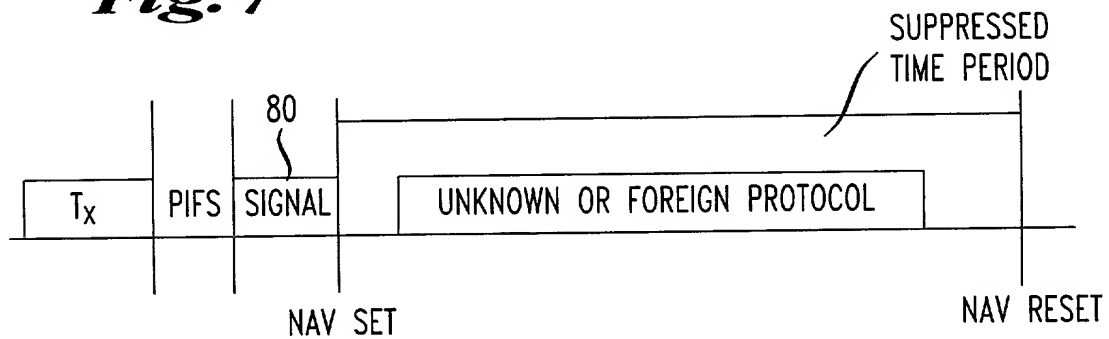 Fig. 7
SUPPRESSED
TIME PERIOD
80
Tx PIFS SIGNAL UNKNOWN OR FOREIGN PROTOCOL
NAV SET
NAV RESET